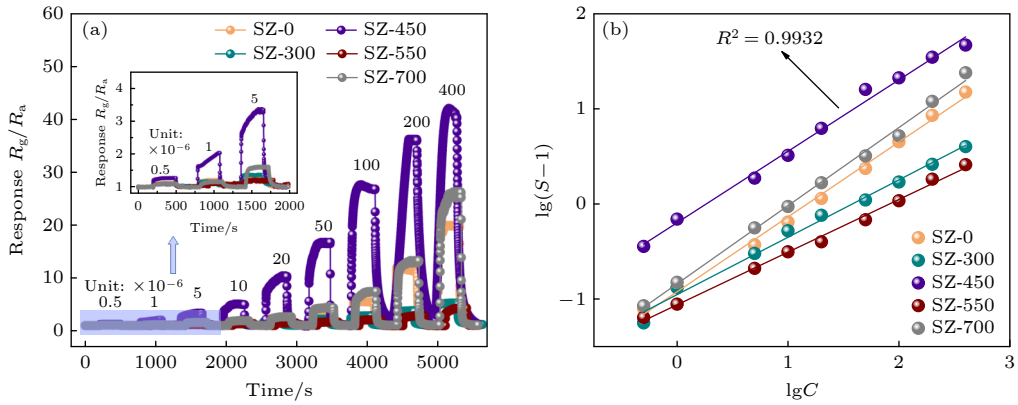 (a)
SZ-0
SZ-450
SZ-300
SZ-550
SZ-700
Response Rg/Ra
60
50
40
30
20
10
0
0
1000
2000
3000
4000
5000
Time/s
Unit: ×10−6
0.5
1
5
10
20
50
100
200
400
Response Rg/Ra
4
3
2
1
0
500
1000
1500
2000
Time/s
Unit:
×10−6
0.5
1
5
(b)
R2 = 0.9932
lg(S−1)
2
1
0
−1
0
1
2
3
lgC
SZ-0
SZ-300
SZ-450
SZ-550
SZ-700